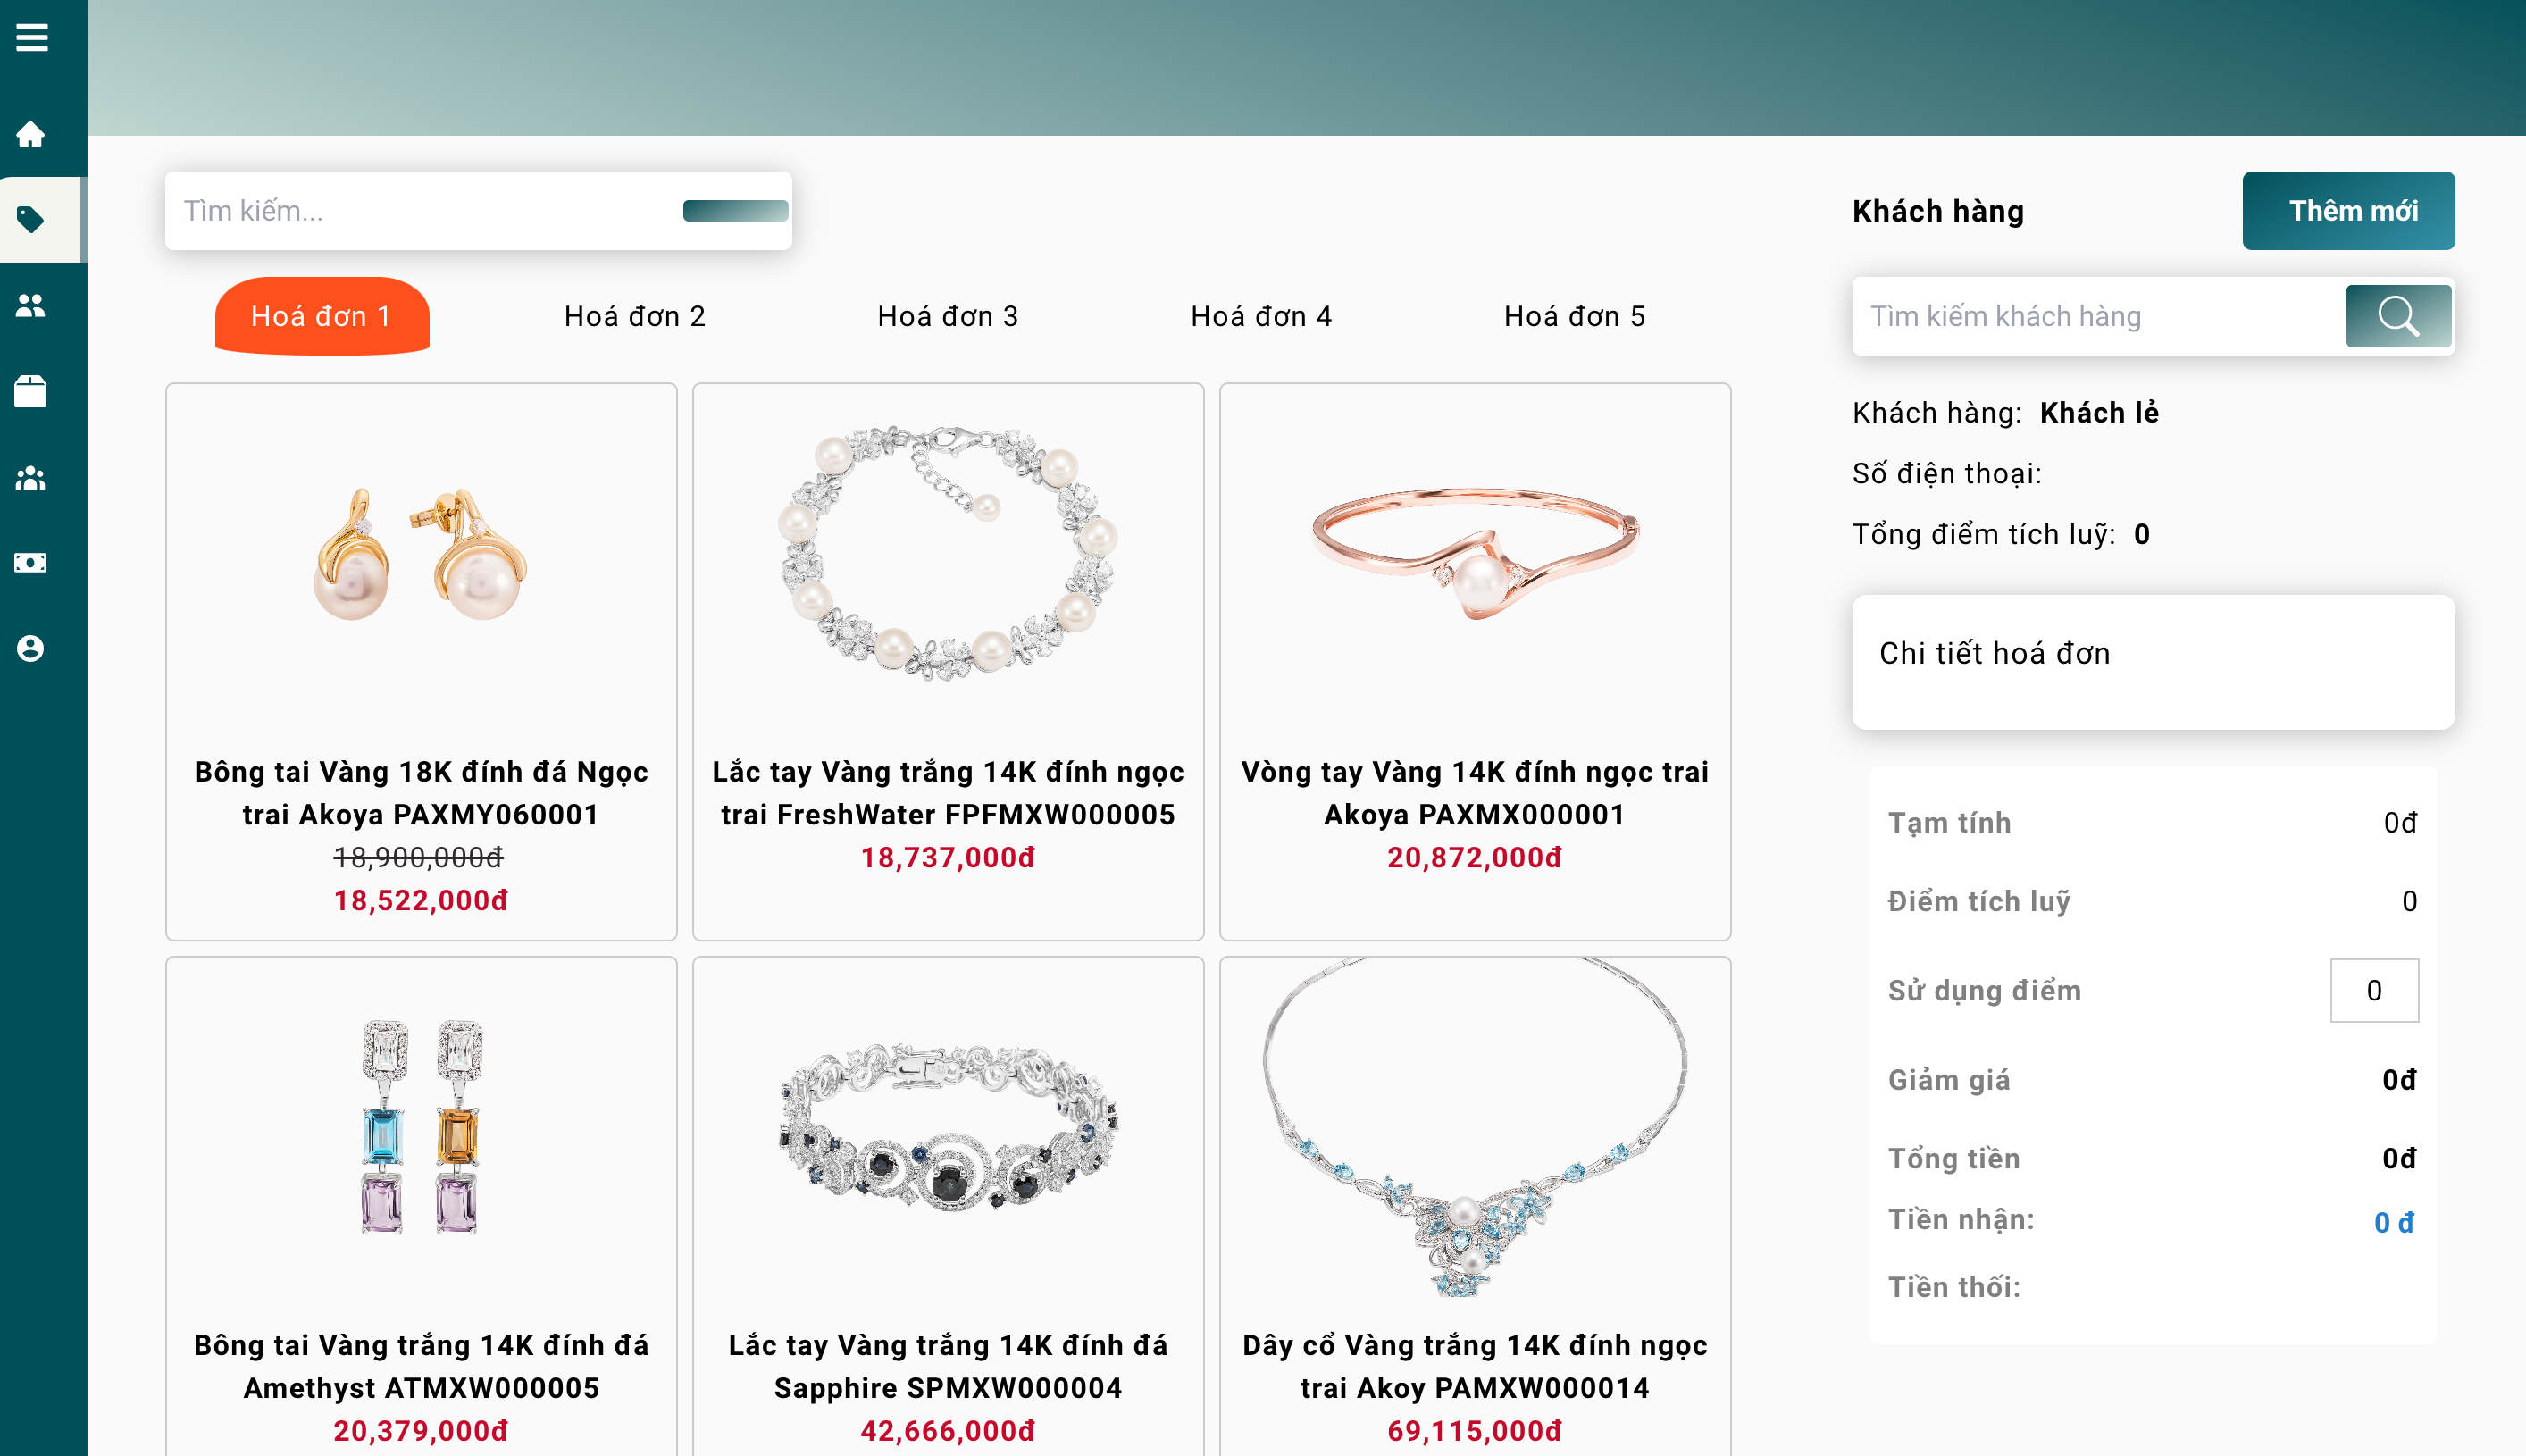 Tìm kiếm...
Hoá đơn 1
Hoá đơn 2
Hoá đơn 3
Hoá đơn 4
Hoá đơn 5
Bông tai Vàng 18K đính đá Ngọc
trai Akoya PAXMY060001
18,900,000đ
18,522,000đ
Lắc tay Vàng trắng 14K đính ngọc
trai FreshWater FPFMXW000005
18,737,000đ
Vòng tay Vàng 14K đính ngọc trai
Akoya PAXMX000001
20,872,000đ
Bông tai Vàng trắng 14K đính đá
Amethyst ATMXW000005
20,379,000đ
Lắc tay Vàng trắng 14K đính đá
Sapphire SPMXW000004
42,666,000đ
Dây cổ Vàng trắng 14K đính ngọc
trai Akoy PAMXW000014
69,115,000đ
Khách hàng
Thêm mới
Tìm kiếm khách hàng
Khách hàng: Khách lẻ
Số điện thoại:
Tổng điểm tích luỹ: 0
Chi tiết hoá đơn
Tạm tính 0đ
Điểm tích luỹ 0
Sử dụng điểm 0
Giảm giá 0đ
Tổng tiền 0đ
Tiền nhận: 0 đ
Tiền thối: